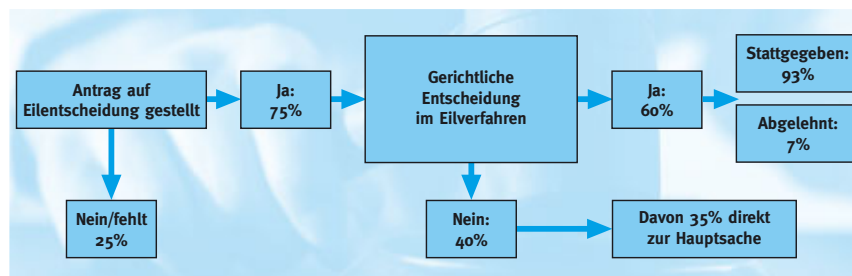 Antrag auf
Eilentscheidung gestellt
Ja:
75%
Gerichtliche
Entscheidung
im Eilverfahren
Ja:
60%
Stattgegeben:
93%
Abgelehnt:
7%
Nein/fehlt
25%
Nein:
40%
Davon 35% direkt
zur Hauptsache